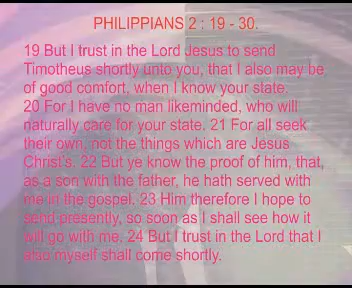 PHILIPPIANS 2 : 19 - 30.
19 But I trust in the Lord Jesus to send
Timotheus shortly unto you, that I also may be
of good comfort, when I know your state.
20 For I have no man likeminded, who will
naturally care for your state. 21 For all seek
their own, not the things which are Jesus
Christ's. 22 But ye know the proof of him, that,
as a son with the father, he hath served with
me in the gospel. 23 Him therefore I hope to
send presently, so soon as I shall see how it
will go with me. 24 But I trust in the Lord that I
also myself shall come shortly.